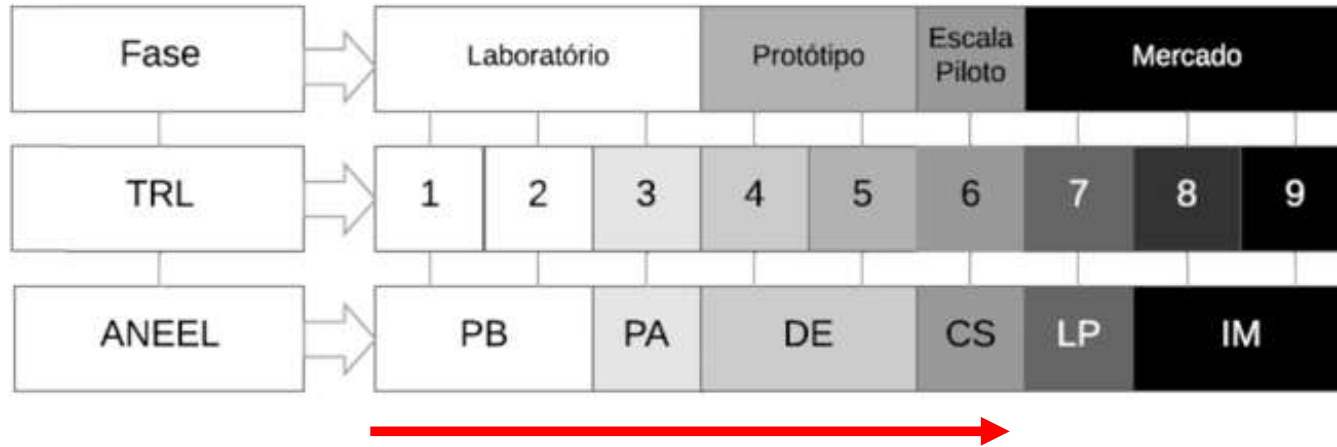 Fase
Laboratório
Protótipo
Escala
Piloto
Mercado
TRL
1
2
3
4
5
6
7
8
9
ANEEL
PB
PA
DE
CS
LP
IM